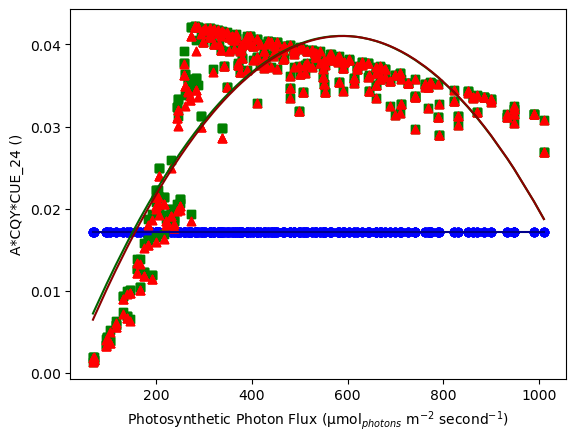 0.04
0.03
0.02
0.01
0.00
A*CQY*CUE_24 ()
200 400 600 800 1000
Photosynthetic Photon Flux (μmol$_{photons}$ m$^{-2}$ second$^{-1}$)